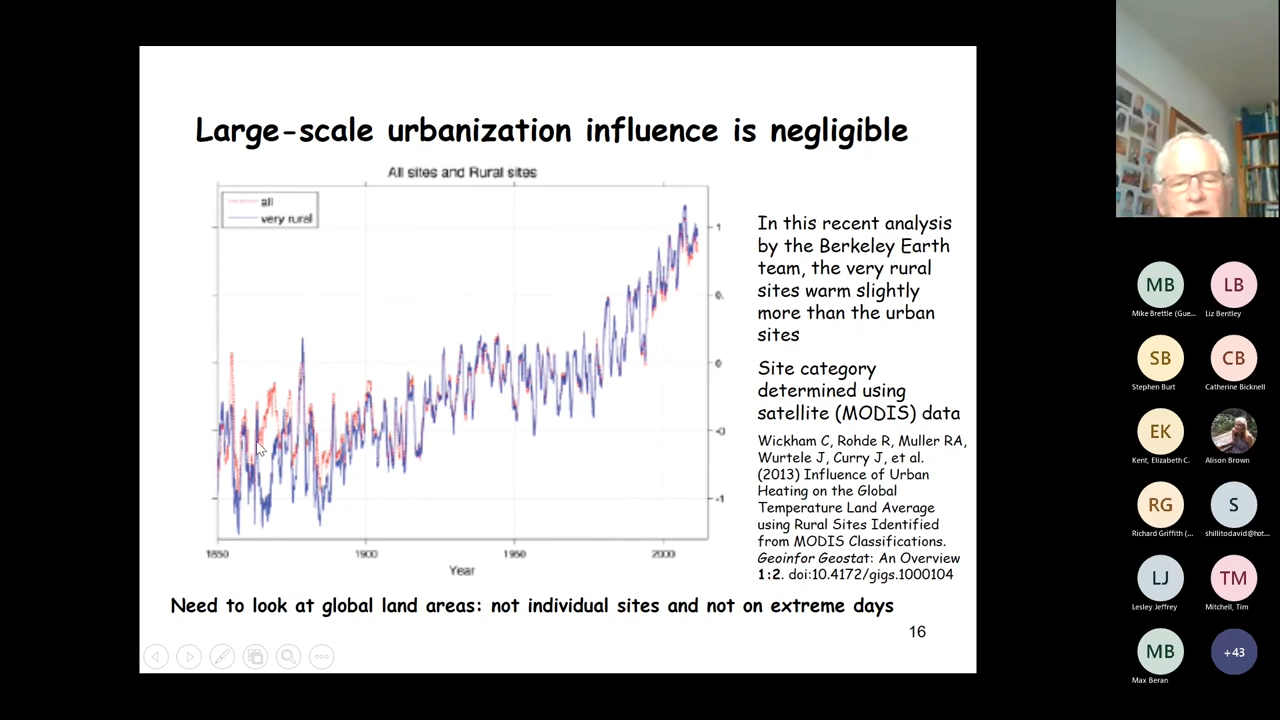 Large-scale urbanization influence is negligible
All sites and Rural sites
all
very rural
1
0.
0
-0
-1
1850 1900 1950 2000
Year
In this recent analysis
by the Berkeley Earth
team, the very rural
sites warm slightly
more than the urban
sites
Site category
determined using
satellite (MODIS) data
Wickham C, Rohde R, Muller RA,
Wurtele J, Curry J, et al.
(2013) Influence of Urban
Heating on the Global
Temperature Land Average
using Rural Sites Identified
from MODIS Classifications.
Geoinfor Geostat: An Overview
1:2. doi:10.4172/gigs.1000104
Need to look at global land areas: not individual sites and not on extreme days
16
MB LB
Mike Brettle (Gue... Liz Bentley
SB CB
Stephen Burt Catherine Bicknell
EK
Kent, Elizabeth C. Alison Brown
RG S
Richard Griffith (... shillitodavid@hot...
LJ TM
Lesley Jeffrey Mitchell, Tim
MB +43
Max Beran